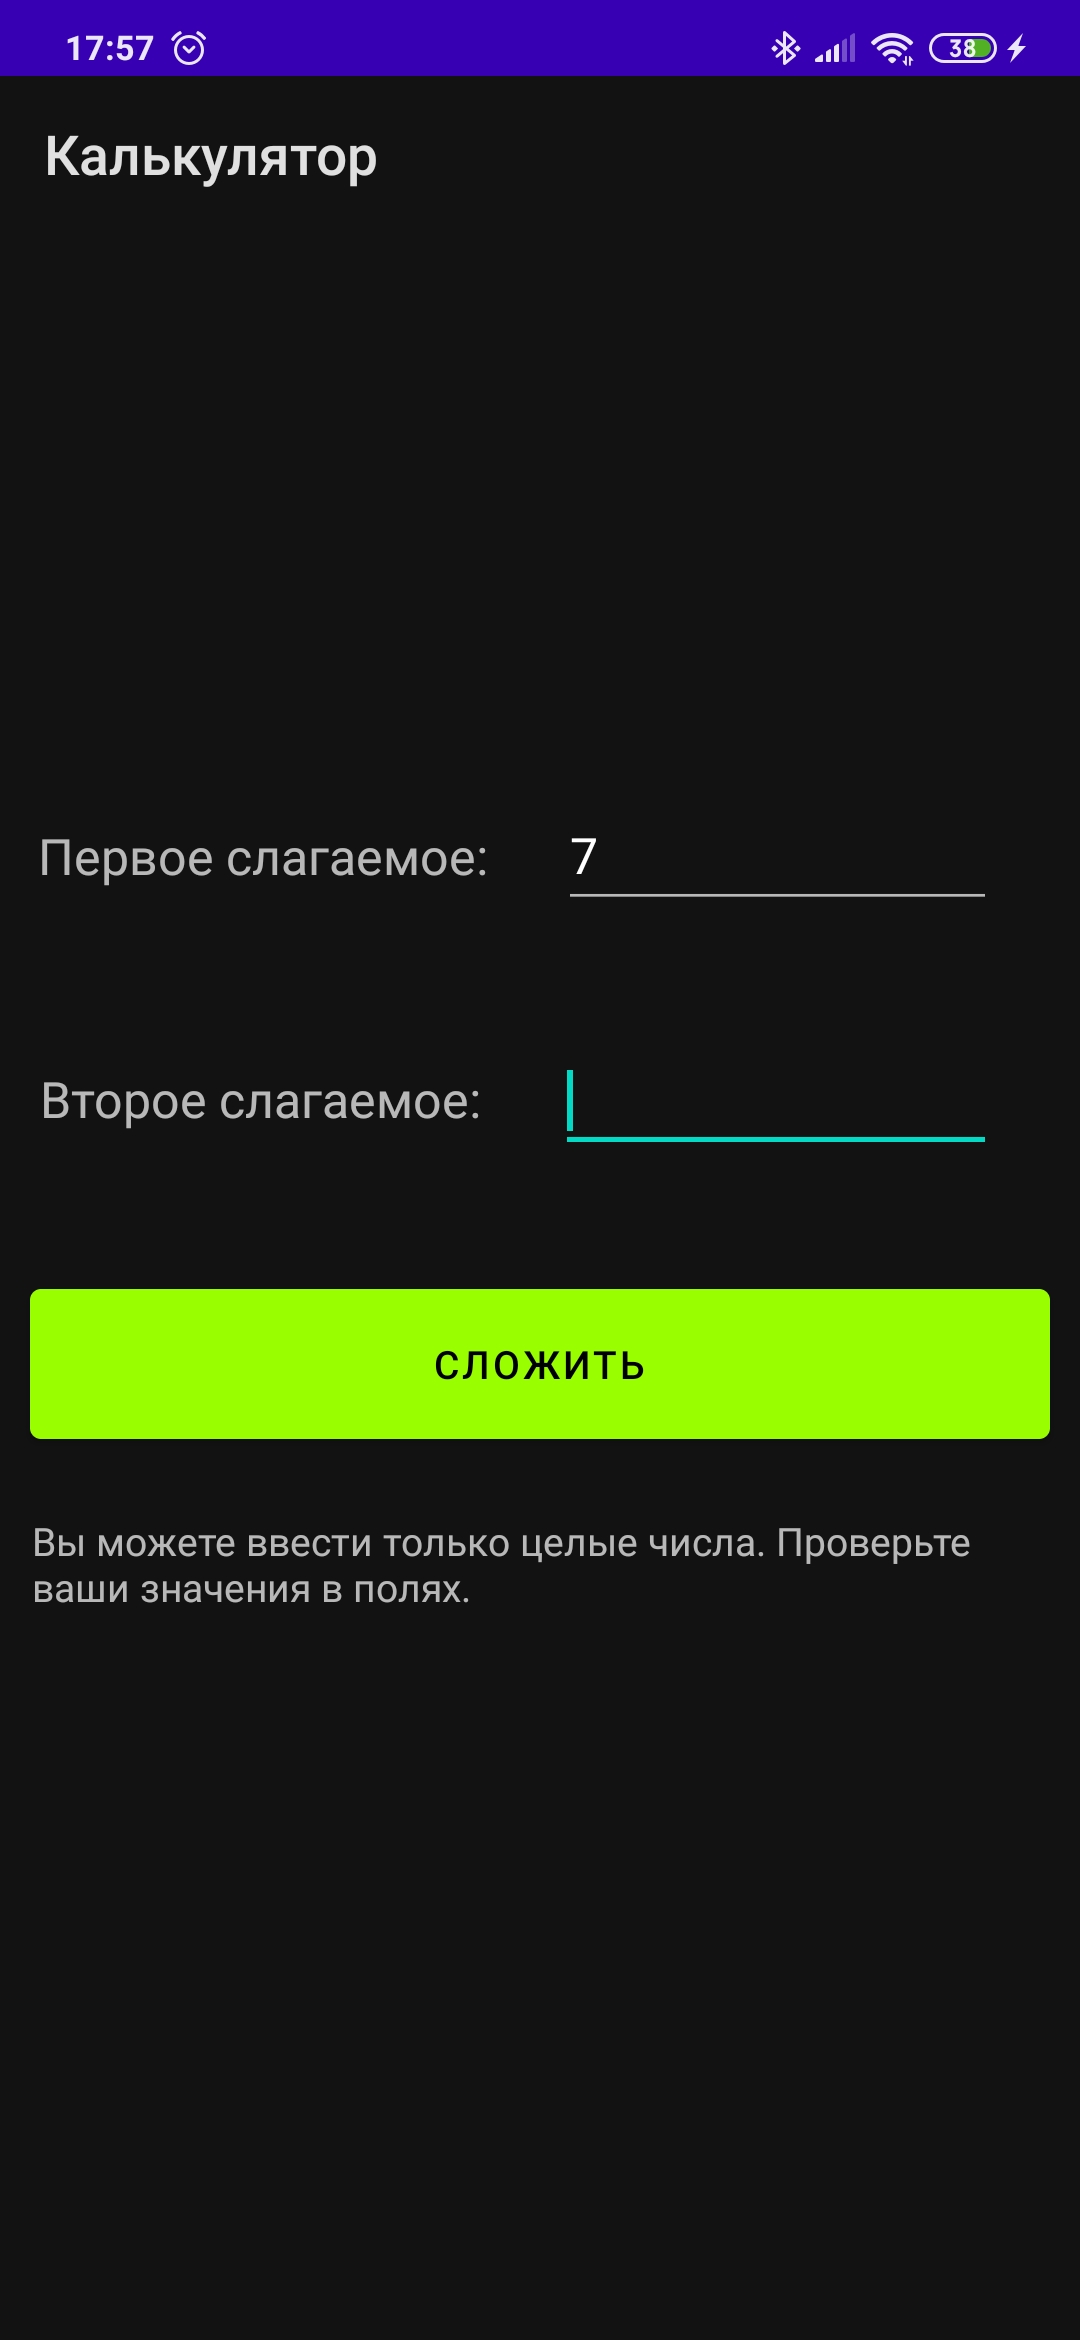 17:57
38
Калькулятор
Первое слагаемое: 7
Второе слагаемое:
СЛОЖИТЬ
Вы можете ввести только целые числа. Проверьте
ваши значения в полях.